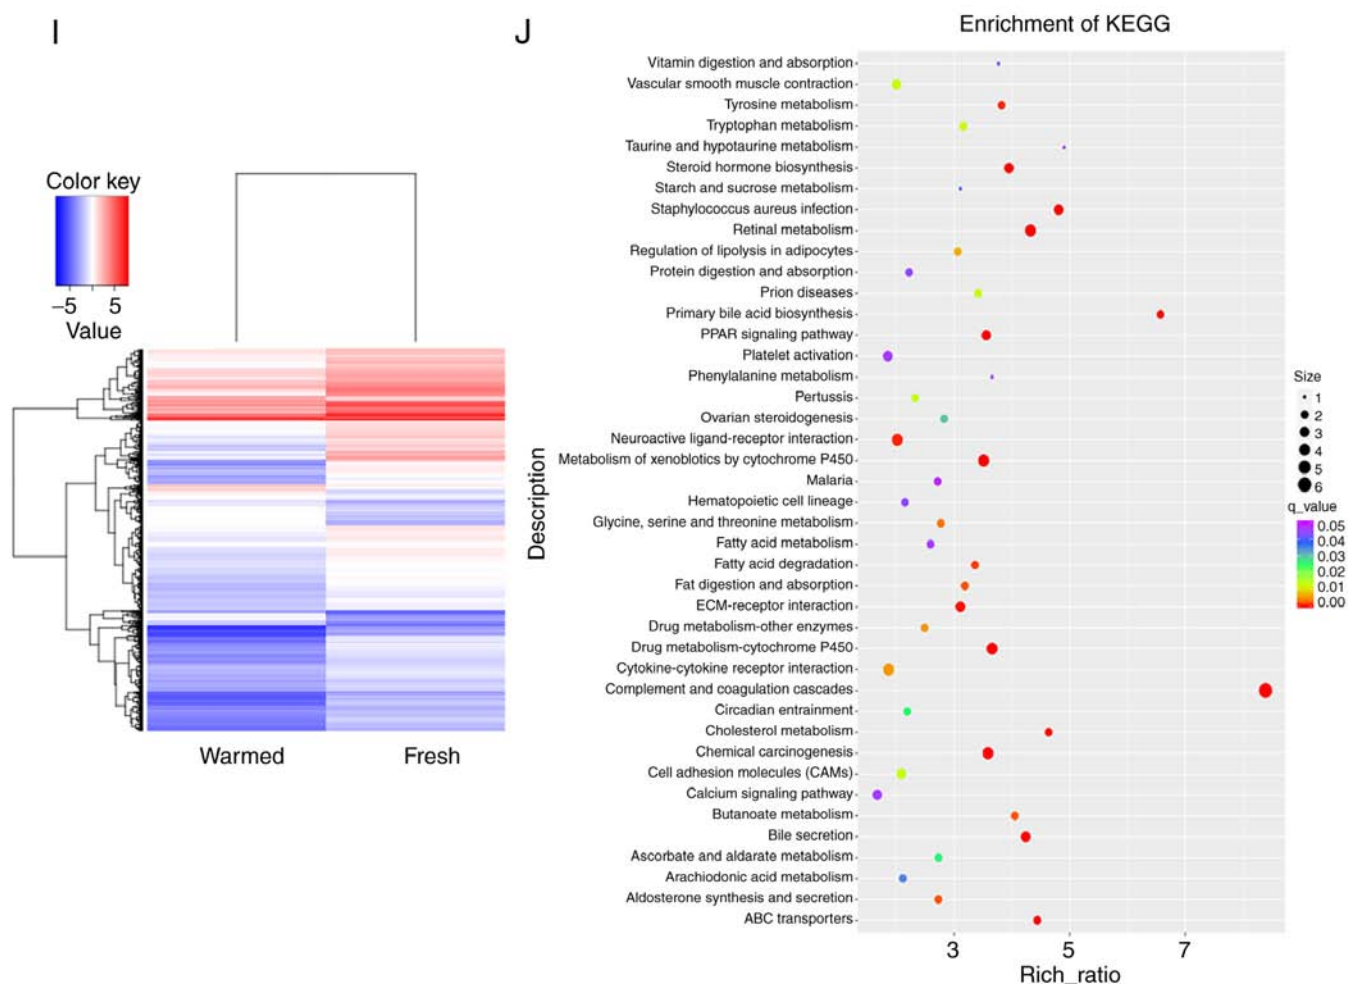 I
Color key
−5 5
Value
Warmed Fresh
J
Enrichment of KEGG
Description
Vitamin digestion and absorption
Vascular smooth muscle contraction
Tyrosine metabolism
Tryptophan metabolism
Taurine and hypotaurine metabolism
Steroid hormone biosynthesis
Starch and sucrose metabolism
Staphylococcus aureus infection
Retinal metabolism
Regulation of lipolysis in adipocytes
Protein digestion and absorption
Prion diseases
Primary bile acid biosynthesis
PPAR signaling pathway
Platelet activation
Phenylalanine metabolism
Pertussis
Ovarian steroidogenesis
Neuroactive ligand-receptor interaction
Metabolism of xenoblotics by cytochrome P450
Malaria
Hematopoietic cell lineage
Glycine, serine and threonine metabolism
Fatty acid metabolism
Fatty acid degradation
Fat digestion and absorption
ECM-receptor interaction
Drug metabolism-other enzymes
Drug metabolism-cytochrome P450
Cytokine-cytokine receptor interaction
Complement and coagulation cascades
Circadian entrainment
Cholesterol metabolism
Chemical carcinogenesis
Cell adhesion molecules (CAMs)
Calcium signaling pathway
Butanoate metabolism
Bile secretion
Ascorbate and aldarate metabolism
Arachiodonic acid metabolism
Aldosterone synthesis and secretion
ABC transporters
3 5 7
Rich_ratio
Size
1
2
3
4
5
6
q_value
0.05
0.04
0.03
0.02
0.01
0.00